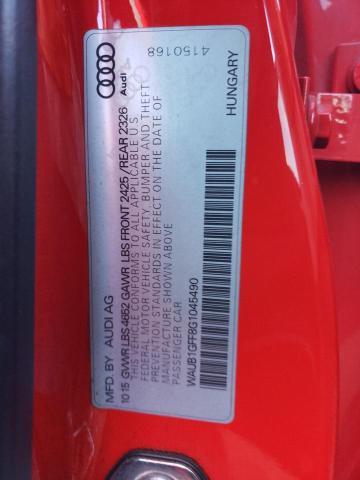 4150168
Audi
HUNGARY
MFD. BY AUDI AG
10 15 GVWR LBS 4652 GAWR LBS FRONT 2425 / REAR 2326
THIS VEHICLE CONFORMS TO ALL APPLICABLE U.S.
FEDERAL MOTOR VEHICLE SAFETY, BUMPER AND THEFT
PREVENTION STANDARDS IN EFFECT ON THE DATE OF
MANUFACTURE SHOWN ABOVE
PASSENGER CAR
WAUB1GFF8G1045490